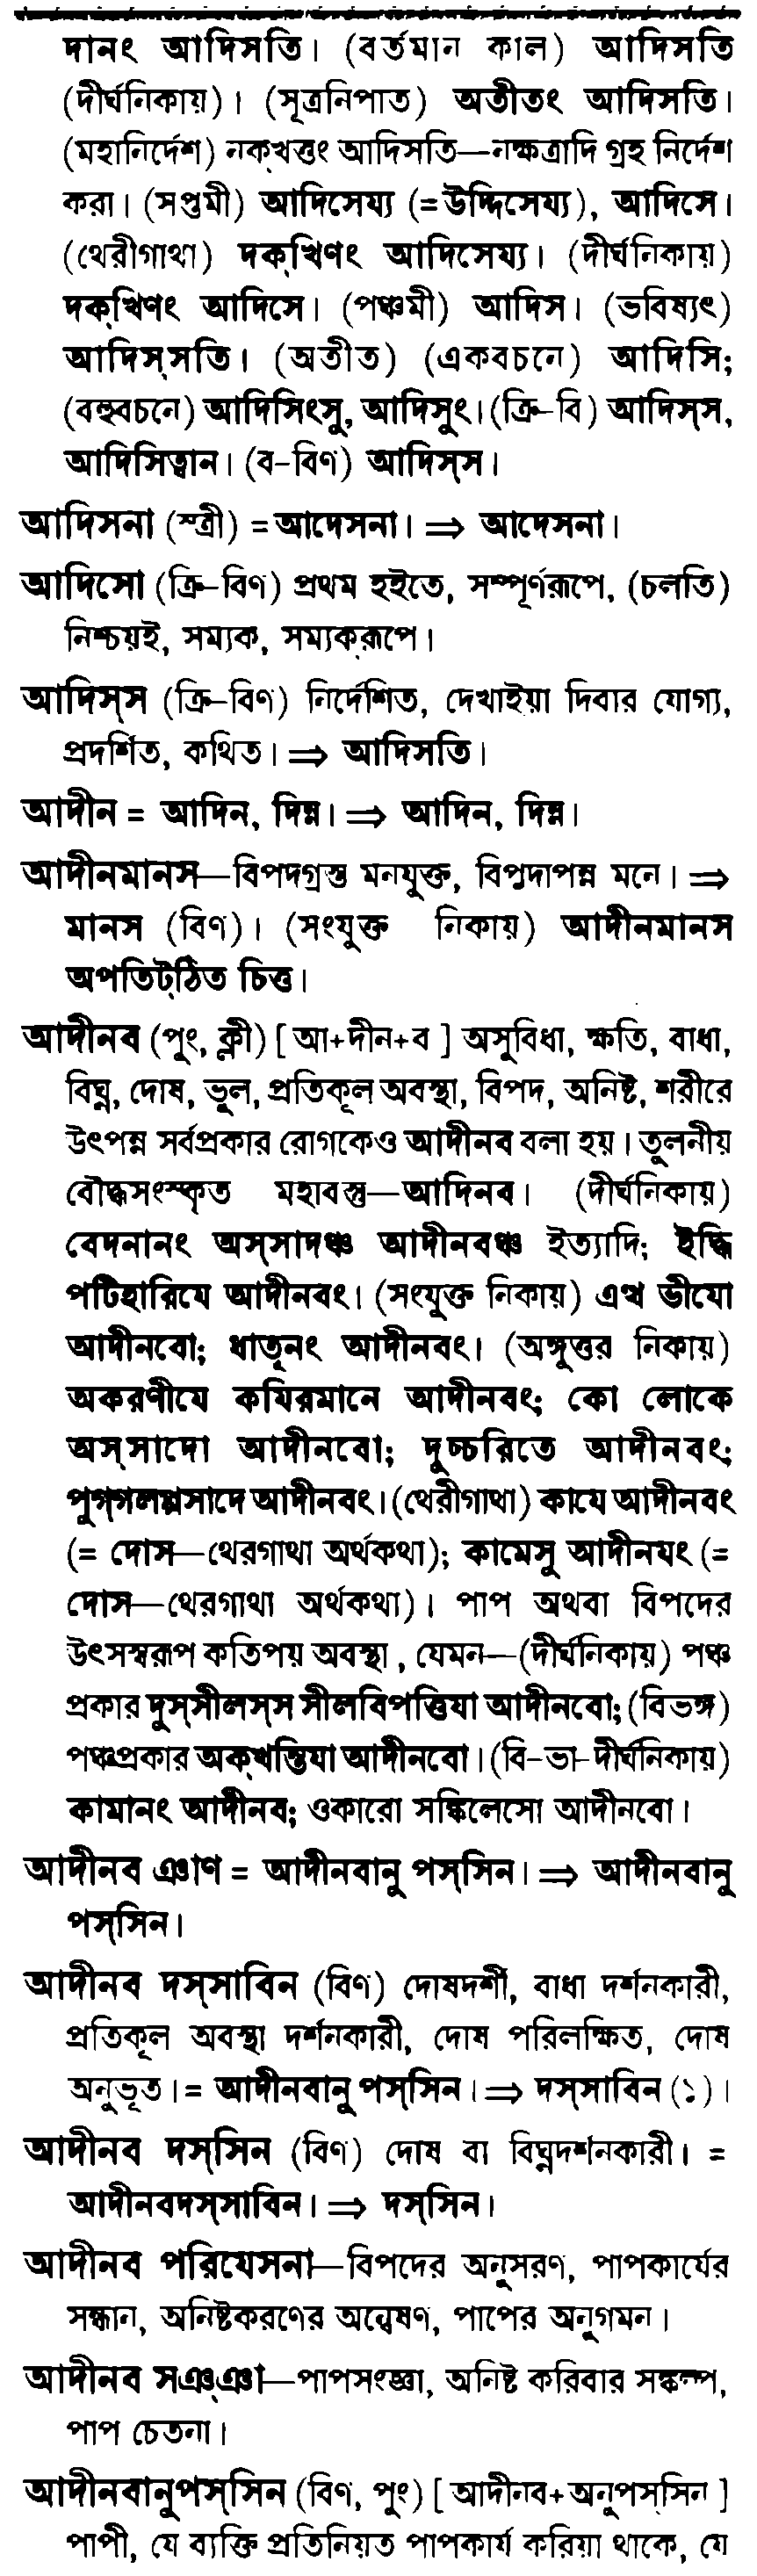 দানং আদিসতি। (বর্তমান কাল) আদিসতি
(দীর্ঘনিকায়)। (সূত্রনিপাত) অতীতং আদিসতি।
(মহানির্দেশ) নক্খত্তং আদিসতি—নক্ষত্রাদি গ্রহ নির্দেশ
করা। (সপ্তমী) আদিসেয্য (=উদ্দিসেয্য), আদিসে।
(থেরীগাথা) দক্খিণং আদিসেয্য। (দীর্ঘনিকায়)
দক্খিণং আদিসে। (পঞ্চমী) আদিস। (ভবিষ্যৎ)
আদিস্সতি। (অতীত) (একবচনে) আদিসি;
(বহুবচনে) আদিসিংসু, আদিসুং। (ক্রি-বি) আদিস্স,
আদিসিত্বান। (ব-বিণ) আদিস্স।
আদিসনা (স্ত্রী) =আদেসনা। ⇒ আদেসনা।
আদিসো (ক্রি-বিণ) প্রথম হইতে, সম্পূর্ণরূপে, (চলতি)
নিশ্চয়ই, সম্যক, সম্যকরূপে।
আদিস্স (ক্রি-বিণ) নির্দেশিত, দেখাইয়া দিবার যোগ্য,
প্রদর্শিত, কথিত। ⇒ আদিসতি।
আদীন = আদিন, দিন্ন। ⇒ আদিন, দিন্ন।
আদীনমানস—বিপদগ্রস্ত মনযুক্ত, বিপদাপন্ন মনে। ⇒
মানস (বিণ)। (সংযুক্ত নিকায়) আদীনমানস
অপতিট্ঠিত চিত্ত।
আদীনব (পুং, ক্লী) [ আ+দীন+ব ] অসুবিধা, ক্ষতি, বাধা,
বিঘ্ন, দোষ, ভুল, প্রতিকূল অবস্থা, বিপদ, অনিষ্ট, শরীরে
উৎপন্ন সর্বপ্রকার রোগকেও আদীনব বলা হয়। তুলনীয়
বৌদ্ধসংস্কৃত মহাবস্তু—আদিনব। (দীর্ঘনিকায়)
বেদনানং অস্সাদঞ্চ আদীনবঞ্চ ইত্যাদি; ইদ্ধি
পটিহারিযে আদীনবং। (সংযুক্ত নিকায়) এত্থ ভীযো
আদীনবো; ধাতূনং আদীনবং। (অঙ্গুত্তর নিকায়)
অকরণীযে কযিরমানে আদীনবং; কো লোকে
অস্সাদো আদীনবো; দুচ্চরিতে আদীনবং;
পুগ্গলপ্পসাদে আদীনবং। (থেরীগাথা) কাযে আদীনবং
(= দোস—থেরগাথা অর্থকথা); কামেসু আদীনযং (=
দোস—থেরগাথা অর্থকথা)। পাপ অথবা বিপদের
উৎসস্বরূপ কতিপয় অবস্থা , যেমন—(দীর্ঘনিকায়) পঞ্চ
প্রকার দুস্সীলস্স সীলবিপত্তিযা আদীনবো; (বিভঙ্গ)
পঞ্চপ্রকার অক্খন্তিযা আদীনবো। (বি-ভা-দীর্ঘনিকায়)
কামানং আদীনব; ওকারো সঙ্কিলেসো আদীনবো।
আদীনব ঞাণ = আদীনবানু পস্সিন। ⇒ আদীনবানু
পস্সিন।
আদীনব দস্সাবিন (বিণ) দোষদর্শী, বাধা দর্শনকারী,
প্রতিকূল অবস্থা দর্শনকারী, দোষ পরিলক্ষিত, দোষ
অনুভূত। = আদীনবানু পস্সিন। ⇒ দস্সাবিন (১)।
আদীনব দস্সিন (বিণ) দোষ বা বিঘ্নদর্শনকারী। =
আদীনবদস্সাবিন। ⇒ দস্সিন।
আদীনব পরিযেসনা—বিপদের অনুসরণ, পাপকার্যের
সন্ধান, অনিষ্টকরণের অন্বেষণ, পাপের অনুগমন।
আদীনব সঞ্ঞা—পাপসংজ্ঞা, অনিষ্ট করিবার সঙ্কল্প,
পাপ চেতনা।
আদীনবানুপস্সিন (বিণ, পুং) [ আদীনব+অনুপস্সিন ]
পাপী, যে ব্যক্তি প্রতিনিয়ত পাপকার্য করিয়া থাকে, যে